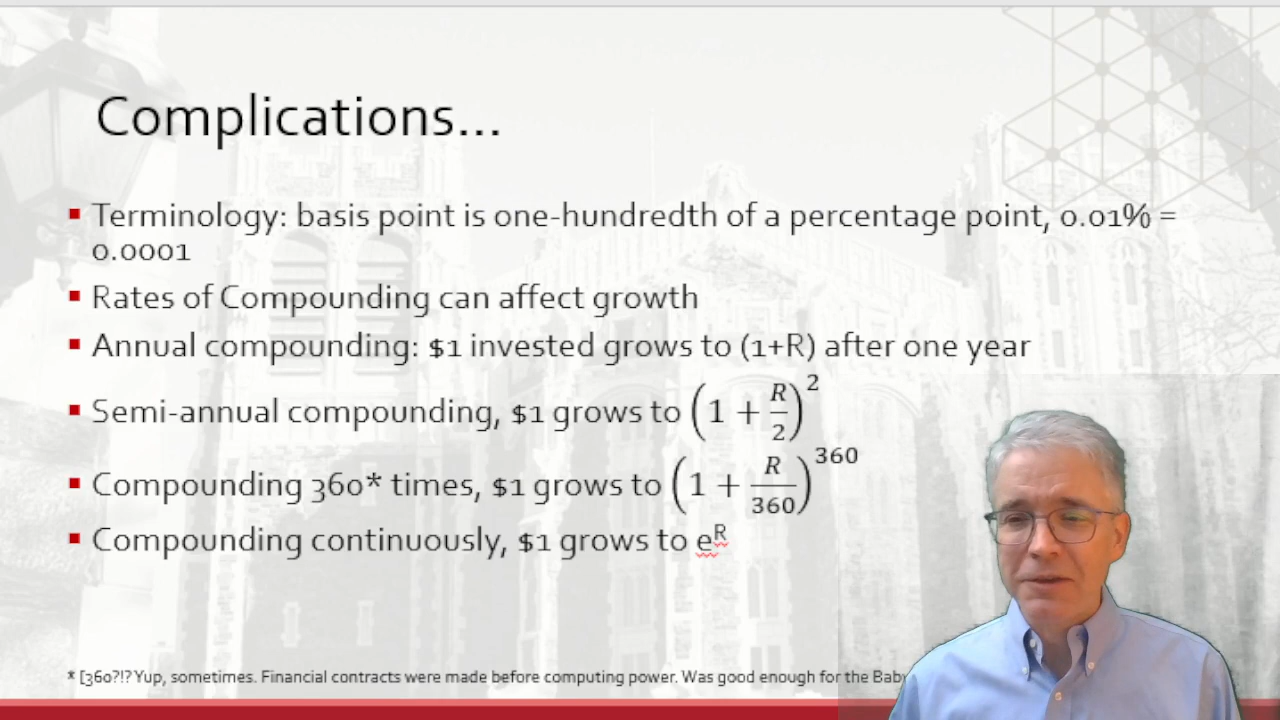 Complications...
Terminology: basis point is one-hundredth of a percentage point, 0.01% =
0.0001
Rates of Compounding can affect growth
Annual compounding: $1 invested grows to (1+R) after one year
Semi-annual compounding, $1 grows to (1 + R/2)^2
Compounding 360* times, $1 grows to (1 + R/360)^360
Compounding continuously, $1 grows to e^R
* [360?!? Yup, sometimes. Financial contracts were made before computing power. Was good enough for the